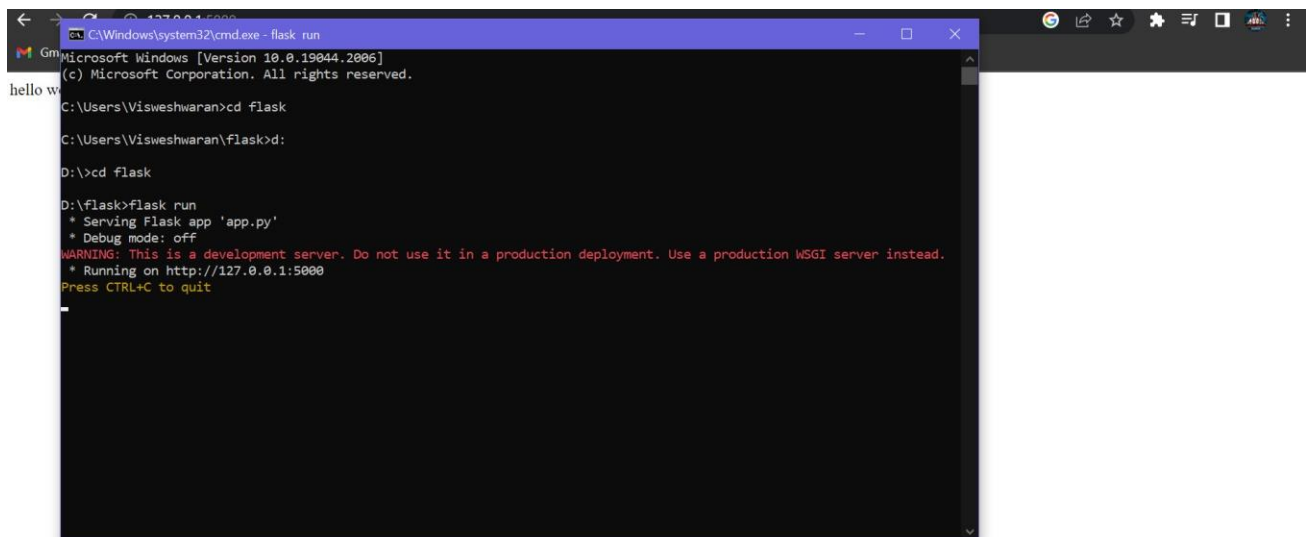 C:\Windows\system32\cmd.exe - flask run
Gm
hello w
Microsoft Windows [Version 10.0.19044.2006]
(c) Microsoft Corporation. All rights reserved.
C:\Users\Visweshwaran>cd flask
C:\Users\Visweshwaran\flask>d:
D:\>cd flask
D:\flask>flask run
* Serving Flask app 'app.py'
* Debug mode: off
WARNING: This is a development server. Do not use it in a production deployment. Use a production WSGI server instead.
* Running on http://127.0.0.1:5000
Press CTRL+C to quit